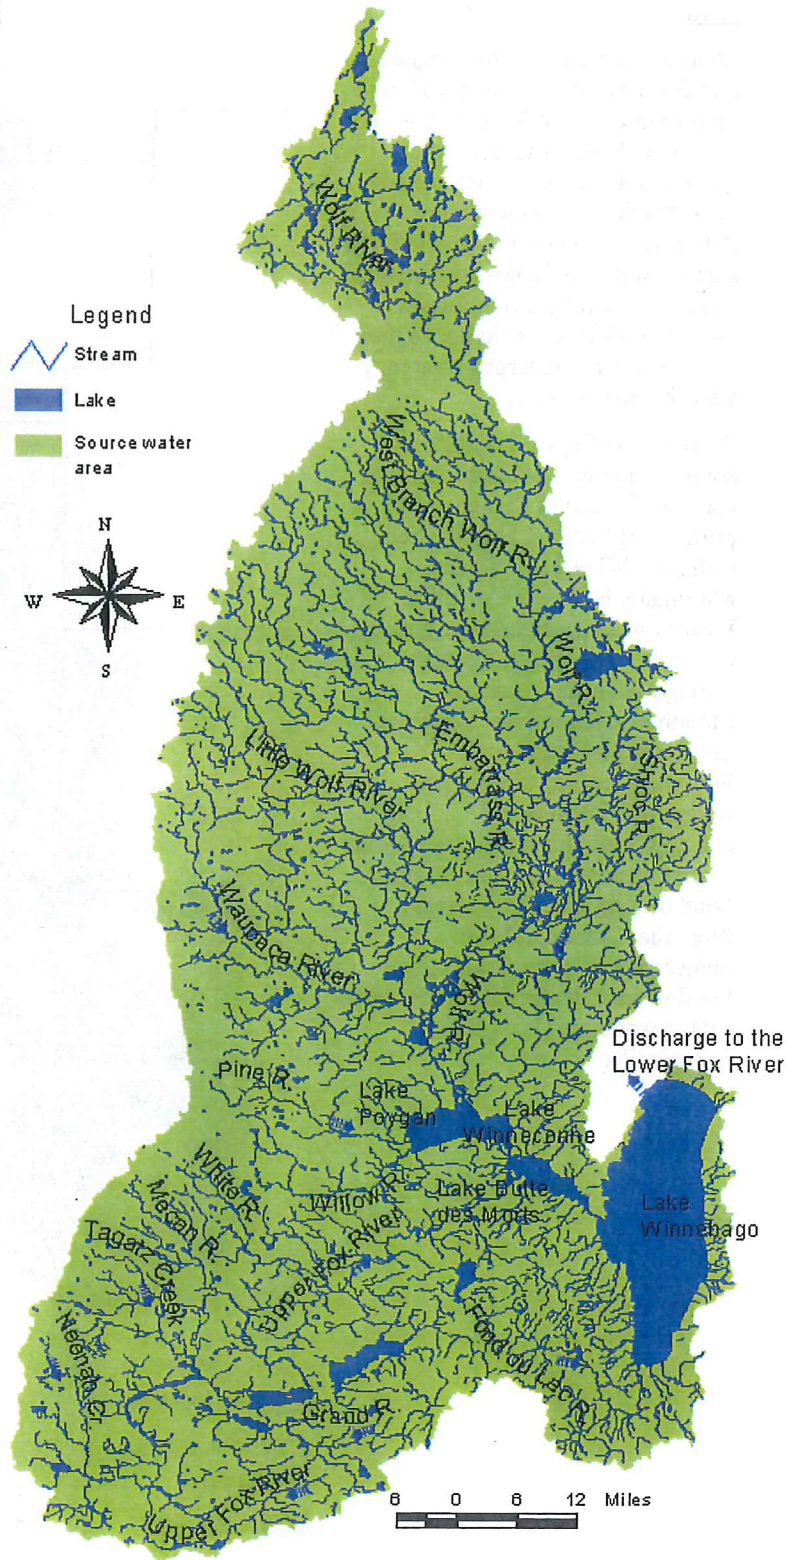 Wolf River
Legend
Stream
Lake
Source water
area
N
W
E
S
West Branch Wolf R.
Wolf R.
Embarrass R.
Shioc R.
Little Wolf River
Waupaca River
Wolf R.
Discharge to the
Lower Fox River
Pine R.
Lake
Poygan
Lake
Winneconne
White R.
Willow R.
Lake Butte
des Morts
Lake
Winnebago
Mecan R.
Upper Fox River
Tagatz Creek
Neenah Cr.
Fond du Lac R.
Grand R.
Upper Fox River
6 0 6 12 Miles